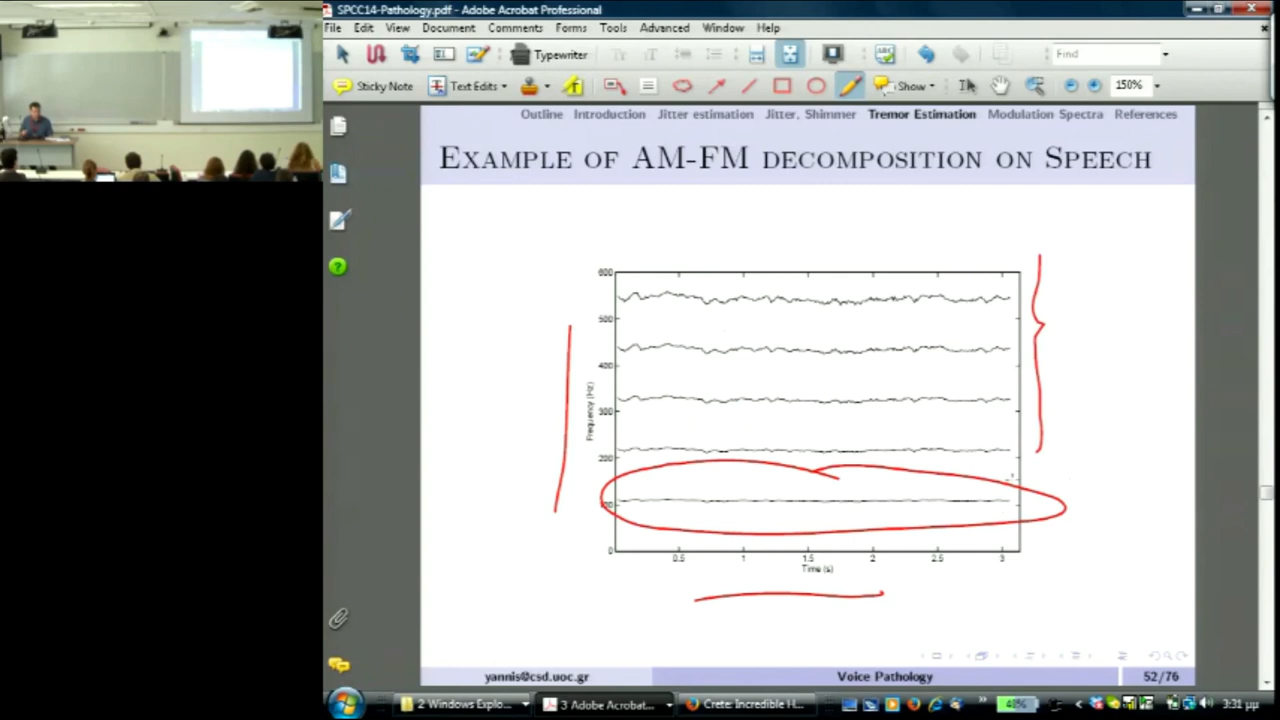 SPCC14-Pathology.pdf - Adobe Acrobat Professional
File Edit View Document Comments Forms Tools Advanced Window Help
Typewriter
Find
Sticky Note
Text Edits
Show
150%
Outline Introduction Jitter estimation Jitter, Shimmer Tremor Estimation Modulation Spectra References
EXAMPLE OF AM-FM DECOMPOSITION ON SPEECH
600
500
400
300
200
100
0
Frequency (Hz)
0.5 1 1.5 2 2.5 3
Time (s)
yannis@csd.uoc.gr Voice Pathology 52/76
2 Windows Explo...
3 Adobe Acrobat...
Crete: Incredible H...
48%
3:31 μμ